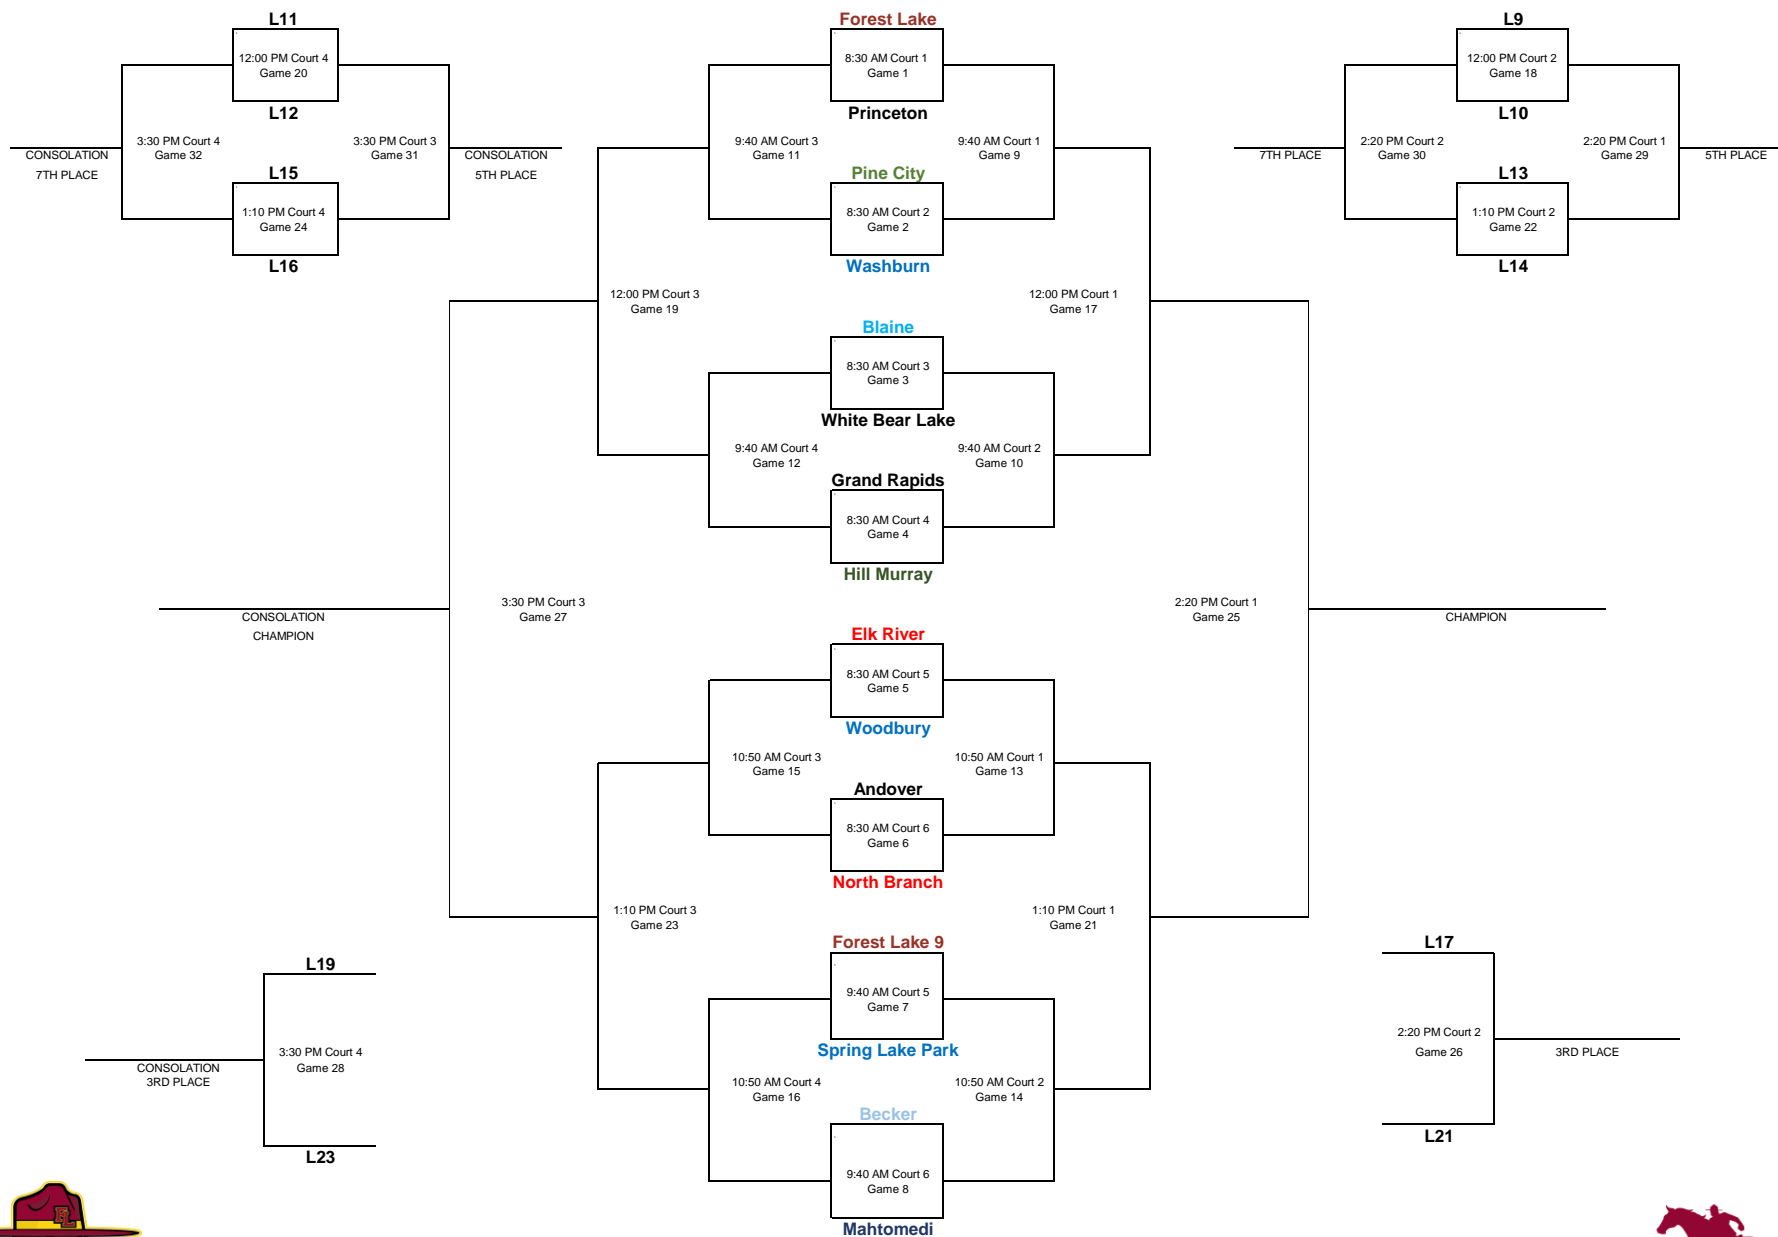 L11
12:00 PM Court 4
Game 20
L12
3:30 PM Court 4
Game 32
3:30 PM Court 3
Game 31
CONSOLATION
7TH PLACE
CONSOLATION
5TH PLACE
L15
1:10 PM Court 4
Game 24
L16
Forest Lake
8:30 AM Court 1
Game 1
Princeton
9:40 AM Court 3
Game 11
9:40 AM Court 1
Game 9
Pine City
8:30 AM Court 2
Game 2
Washburn
L9
12:00 PM Court 2
Game 18
L10
2:20 PM Court 2
Game 30
2:20 PM Court 1
Game 29
7TH PLACE
5TH PLACE
L13
1:10 PM Court 2
Game 22
L14
12:00 PM Court 3
Game 19
12:00 PM Court 1
Game 17
Blaine
8:30 AM Court 3
Game 3
White Bear Lake
9:40 AM Court 4
Game 12
9:40 AM Court 2
Game 10
Grand Rapids
8:30 AM Court 4
Game 4
Hill Murray
CONSOLATION
CHAMPION
3:30 PM Court 3
Game 27
2:20 PM Court 1
Game 25
CHAMPION
Elk River
8:30 AM Court 5
Game 5
Woodbury
10:50 AM Court 3
Game 15
10:50 AM Court 1
Game 13
Andover
8:30 AM Court 6
Game 6
North Branch
1:10 PM Court 3
Game 23
1:10 PM Court 1
Game 21
Forest Lake 9
9:40 AM Court 5
Game 7
Spring Lake Park
10:50 AM Court 4
Game 16
10:50 AM Court 2
Game 14
Becker
9:40 AM Court 6
Game 8
Mahtomedi
L19
3:30 PM Court 4
Game 28
CONSOLATION
3RD PLACE
L23
L17
2:20 PM Court 2
Game 26
3RD PLACE
L21
FL